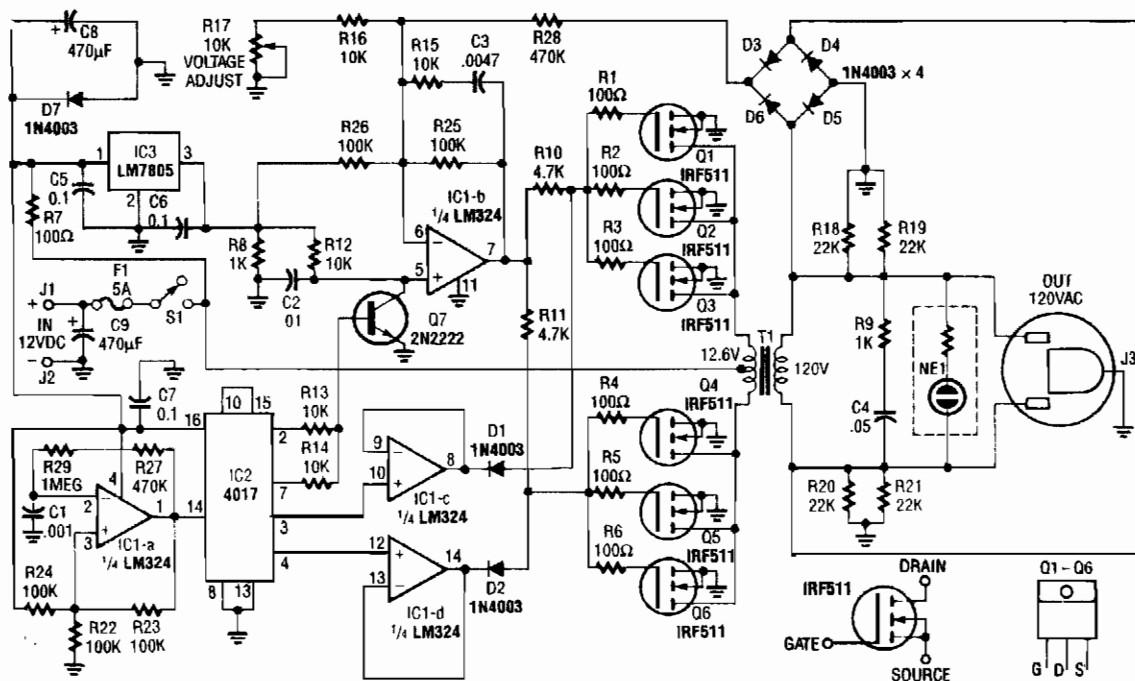 C8
470µF
+
D7
1N4003
R17
10K
VOLTAGE
ADJUST
R16
10K
R15
10K
C3
.0047
R28
470K
D3
D4
D6
D5
1N4003 × 4
1
IC3
LM7805
3
2
C5
0.1
C6
0.1
R7
100Ω
R26
100K
R25
100K
R8
1K
R12
10K
C2
01
6
−
5
+
7
11
IC1-b
1/4 LM324
R10
4.7K
R11
4.7K
Q7
2N2222
R1
100Ω
R2
100Ω
R3
100Ω
Q1
IRF511
Q2
IRF511
Q3
IRF511
J1
+
IN
12VDC
−
J2
F1
5A
S1
+
C9
470µF
12.6V
T1
120V
R18
22K
R19
22K
R9
1K
C4
.05
NE1
OUT
120VAC
J3
R20
22K
R21
22K
C7
0.1
16
10
15
IC2
4017
14
2
7
3
4
8
13
R13
10K
R14
10K
R29
1MEG
R27
470K
4
2
−
3
+
1
C1
.001
IC1-a
1/4 LM324
R24
100K
R22
100K
R23
100K
9
−
10
+
8
IC1-c
1/4 LM324
D1
1N4003
12
+
13
−
14
IC1-d
1/4 LM324
D2
1N4003
R4
100Ω
R5
100Ω
R6
100Ω
Q4
IRF511
Q5
IRF511
Q6
IRF511
IRF511
DRAIN
GATE
SOURCE
Q1 – Q6
G D S